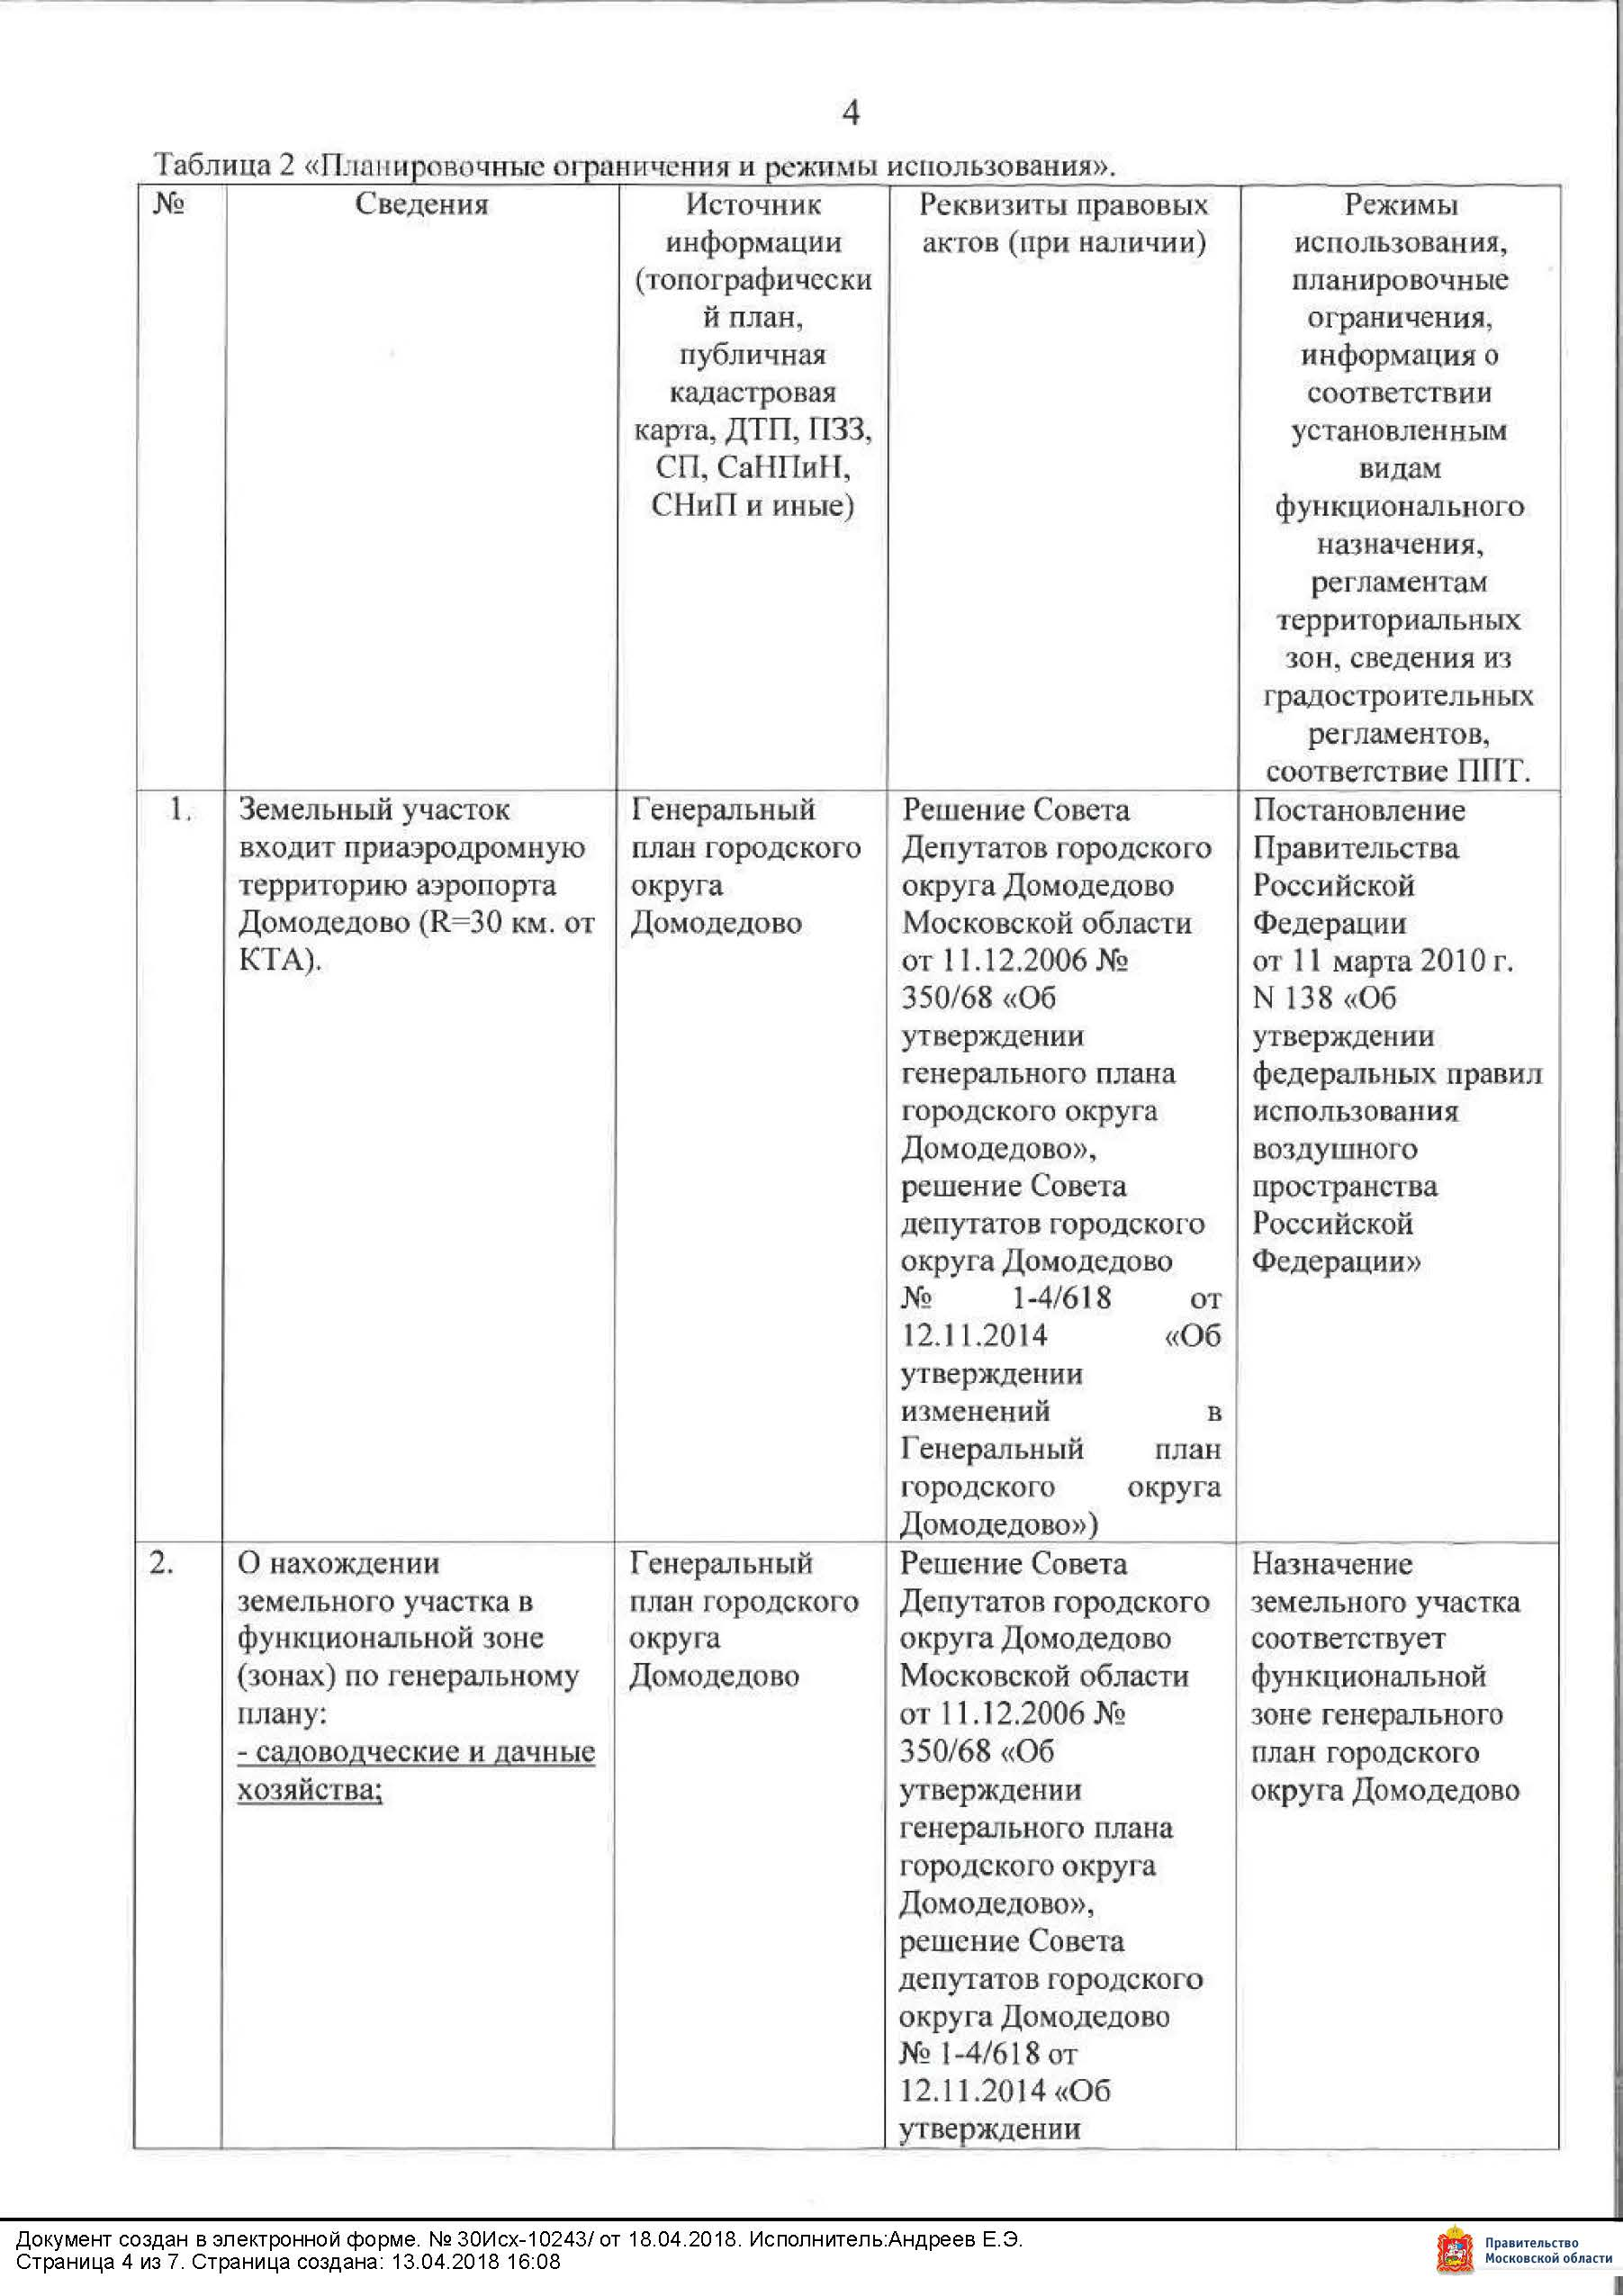 4
Таблица 2 «Планировочные ограничения и режимы использования».
№
Сведения
Источник
информации
(топографически
й план,
публичная
кадастровая
карта, ДТП, ПЗЗ,
СП, СаНПиН,
СНиП и иные)
Реквизиты правовых
актов (при наличии)
Режимы
использования,
планировочные
ограничения,
информация о
соответствии
установленным
видам
функционального
назначения,
регламентам
территориальных
зон, сведения из
градостроительных
регламентов,
соответствие ППТ.
1.
Земельный участок
входит приаэродромную
территорию аэропорта
Домодедово (R=30 км. от
КТА).
Генеральный
план городского
округа
Домодедово
Решение Совета
Депутатов городского
округа Домодедово
Московской области
от 11.12.2006 №
350/68 «Об
утверждении
генерального плана
городского округа
Домодедово»,
решение Совета
депутатов городского
округа Домодедово
№ 1-4/618 от
12.11.2014 «Об
утверждении
изменений в
Генеральный план
городского округа
Домодедово»)
Постановление
Правительства
Российской
Федерации
от 11 марта 2010 г.
N 138 «Об
утверждении
федеральных правил
использования
воздушного
пространства
Российской
Федерации»
2.
О нахождении
земельного участка в
функциональной зоне
(зонах) по генеральному
плану:
- садоводческие и дачные
хозяйства;
Генеральный
план городского
округа
Домодедово
Решение Совета
Депутатов городского
округа Домодедово
Московской области
от 11.12.2006 №
350/68 «Об
утверждении
генерального плана
городского округа
Домодедово»,
решение Совета
депутатов городского
округа Домодедово
№ 1-4/618 от
12.11.2014 «Об
утверждении
Назначение
земельного участка
соответствует
функциональной
зоне генерального
план городского
округа Домодедово
Документ создан в электронной форме. № 30Исх-10243/ от 18.04.2018. Исполнитель:Андреев Е.Э.
Страница 4 из 7. Страница создана: 13.04.2018 16:08
Правительство
Московской области